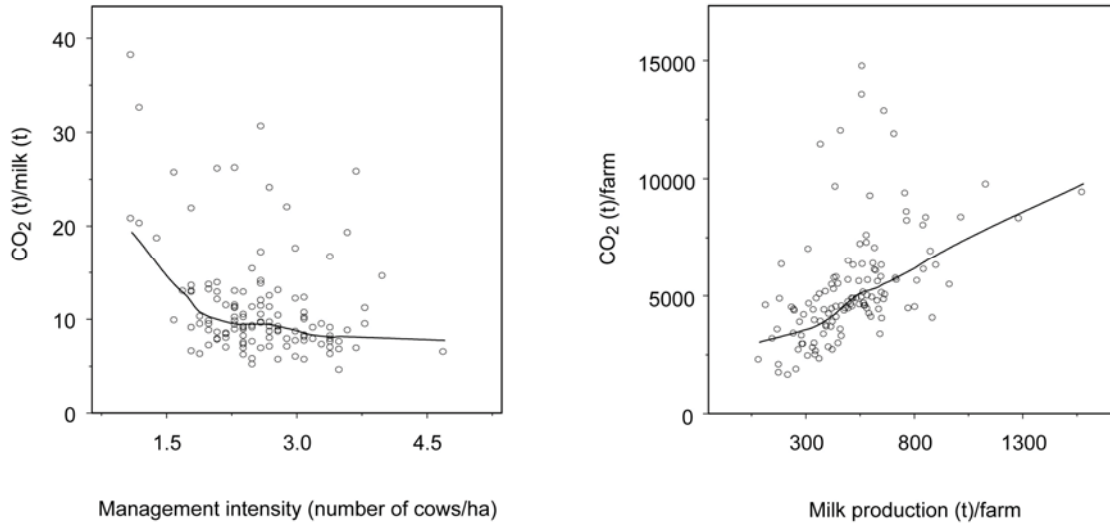 CO2 (t)/milk (t)
40
30
20
10
0
1.5 3.0 4.5
Management intensity (number of cows/ha)
CO2 (t)/farm
15000
10000
5000
0
300 800 1300
Milk production (t)/farm